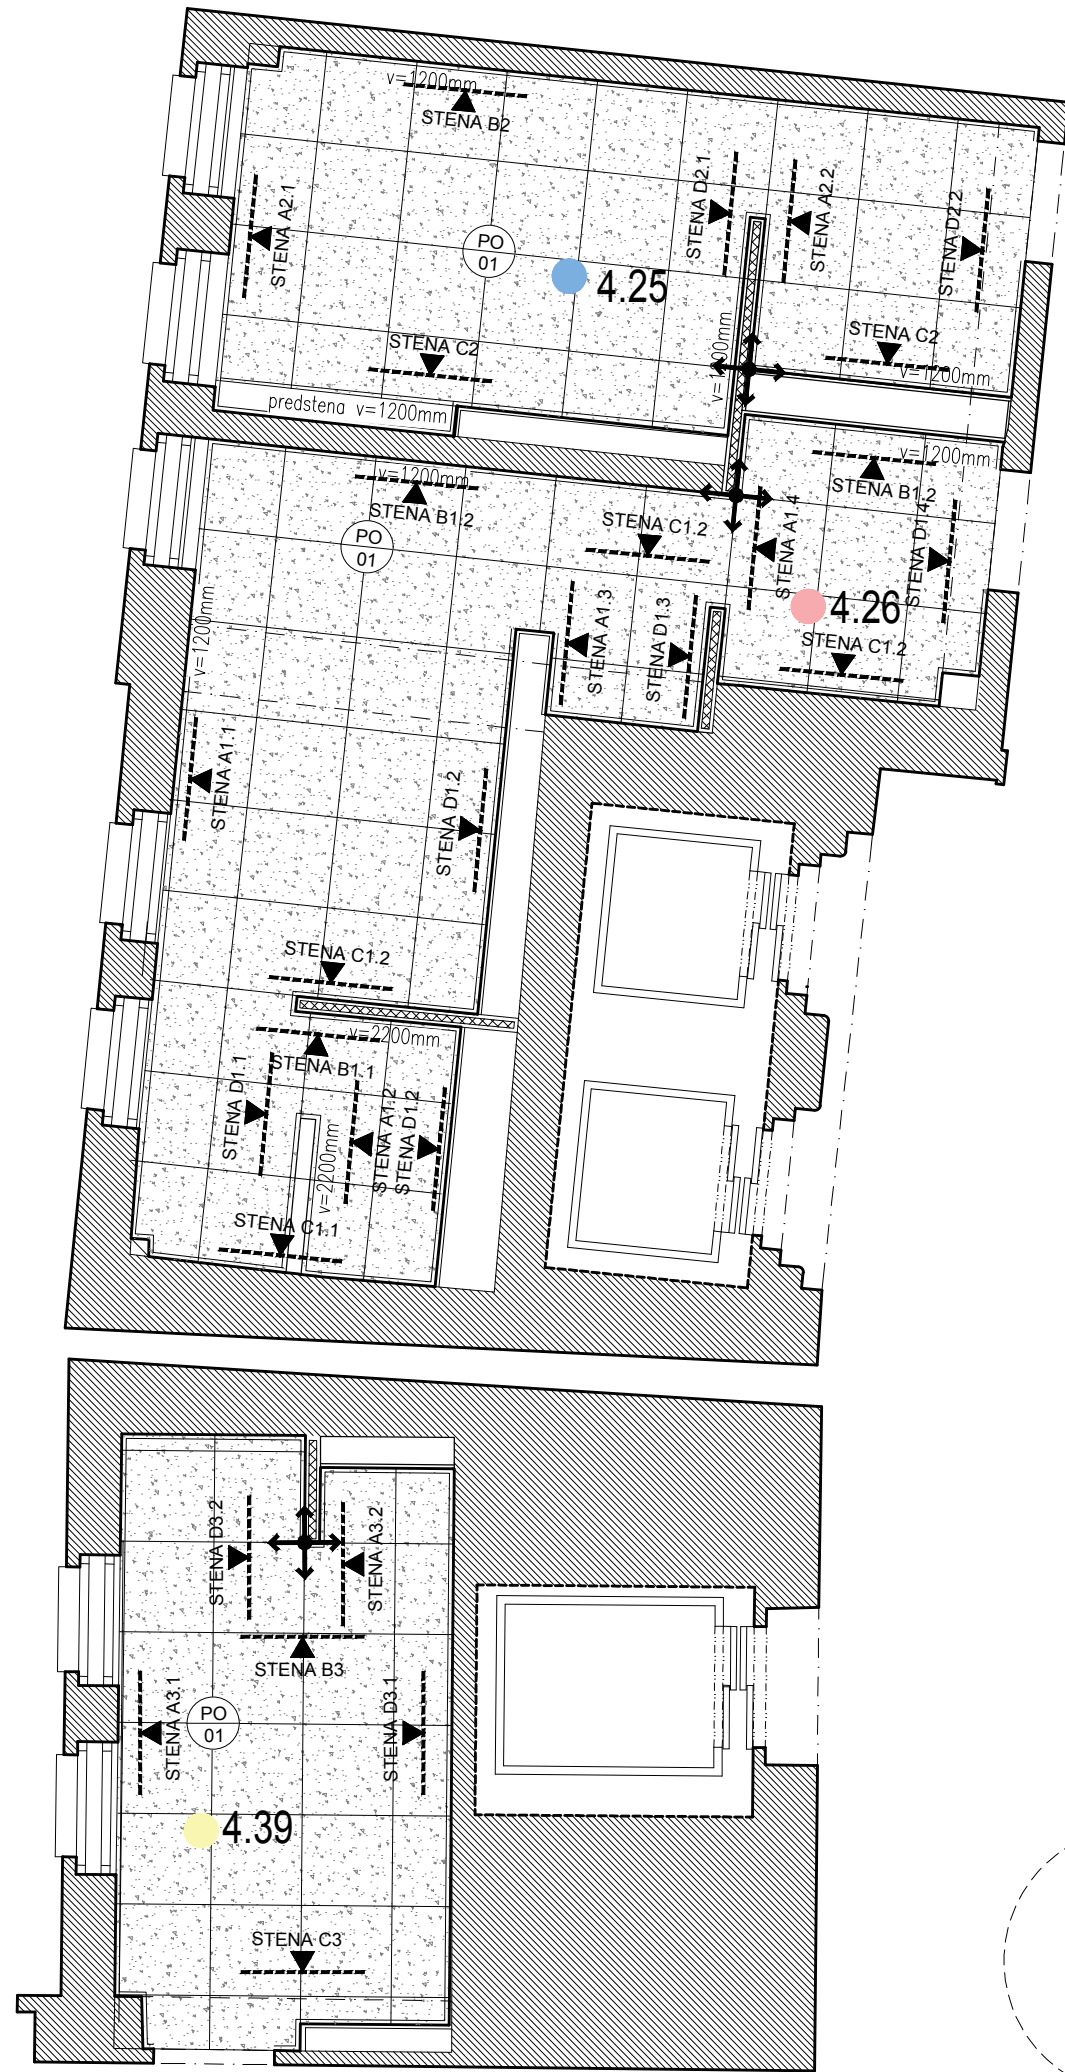 v=1200mm
STENA B2
STENA D2.1
STENA A2.2
STENA A2.1
STENA D2.2
PO
01
4.25
v=1200mm
STENA C2
STENA C2
v=1200mm
predstena v=1200mm
v=1200mm
v=1200mm
STENA B1.2
STENA B1.2
STENA C1.2
PO
01
STENA A1.4
STENA D1.4
v=1200mm
STENA A1.3
STENA D1.3
4.26
STENA C1.2
STENA A1.1
STENA D1.2
STENA C1.2
v=2200mm
STENA B1.1
STENA D1.1
STENA A1.2
STENA D1.2
v=2200mm
STENA C1.1
STENA D3.2
STENA A3.2
STENA B3
STENA A3.1
PO
01
STENA D3.1
4.39
STENA C3